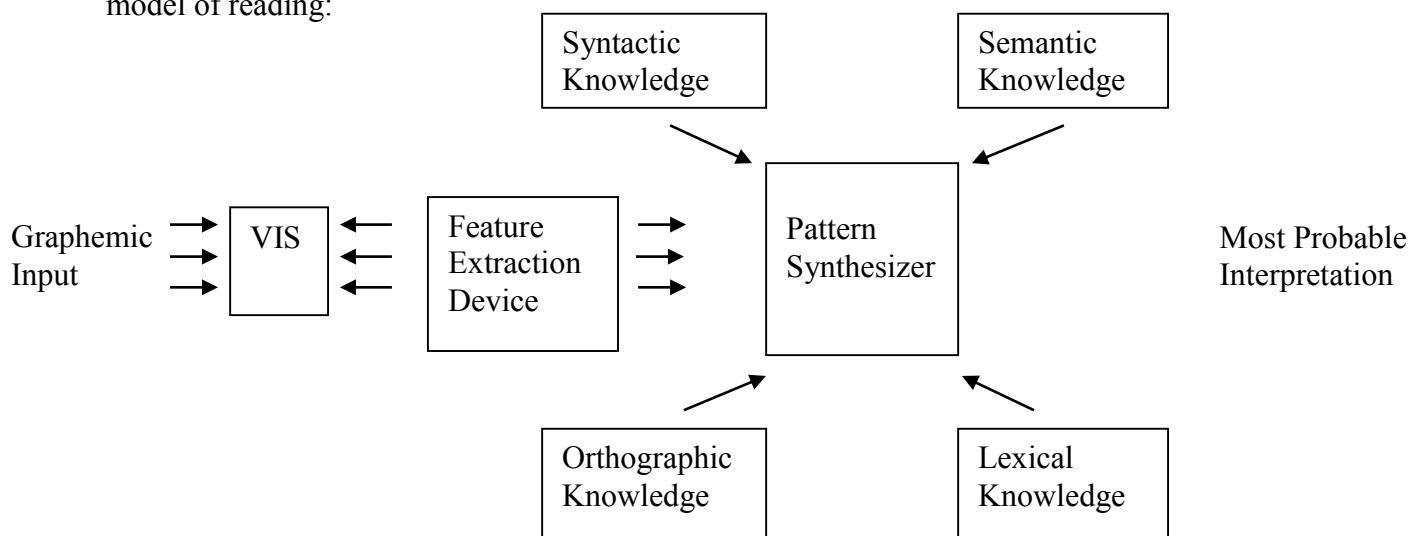 model of reading:
Syntactic
Knowledge
Semantic
Knowledge
Graphemic
Input
VIS
Feature
Extraction
Device
Pattern
Synthesizer
Most Probable
Interpretation
Orthographic
Knowledge
Lexical
Knowledge